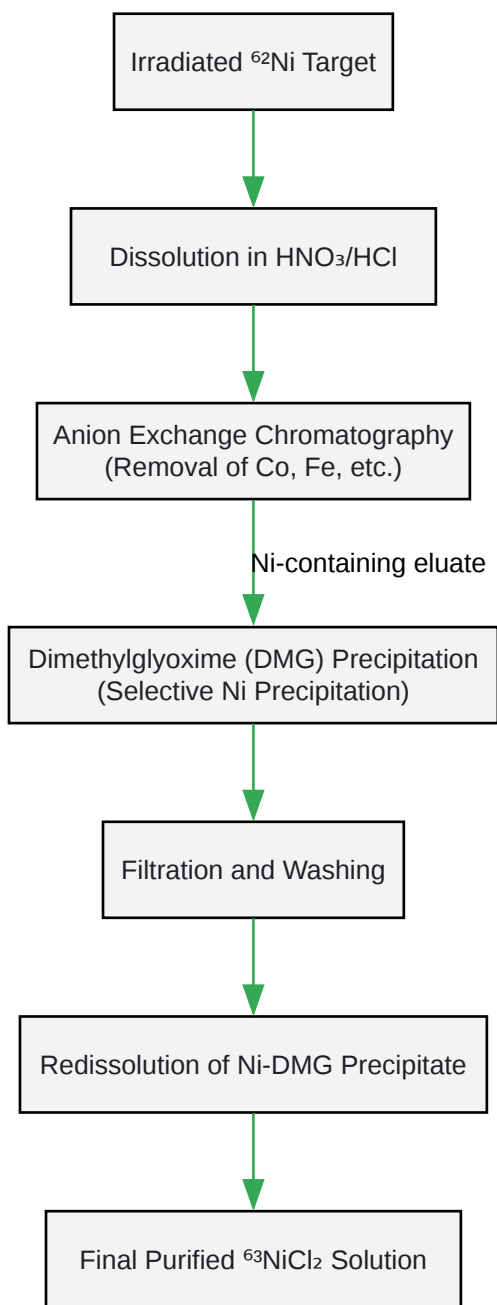 Irradiated ⁶²Ni Target
Dissolution in HNO₃/HCl
Anion Exchange Chromatography
(Removal of Co, Fe, etc.)
Ni-containing eluate
Dimethylglyoxime (DMG) Precipitation
(Selective Ni Precipitation)
Filtration and Washing
Redissolution of Ni-DMG Precipitate
Final Purified ⁶³NiCl₂ Solution